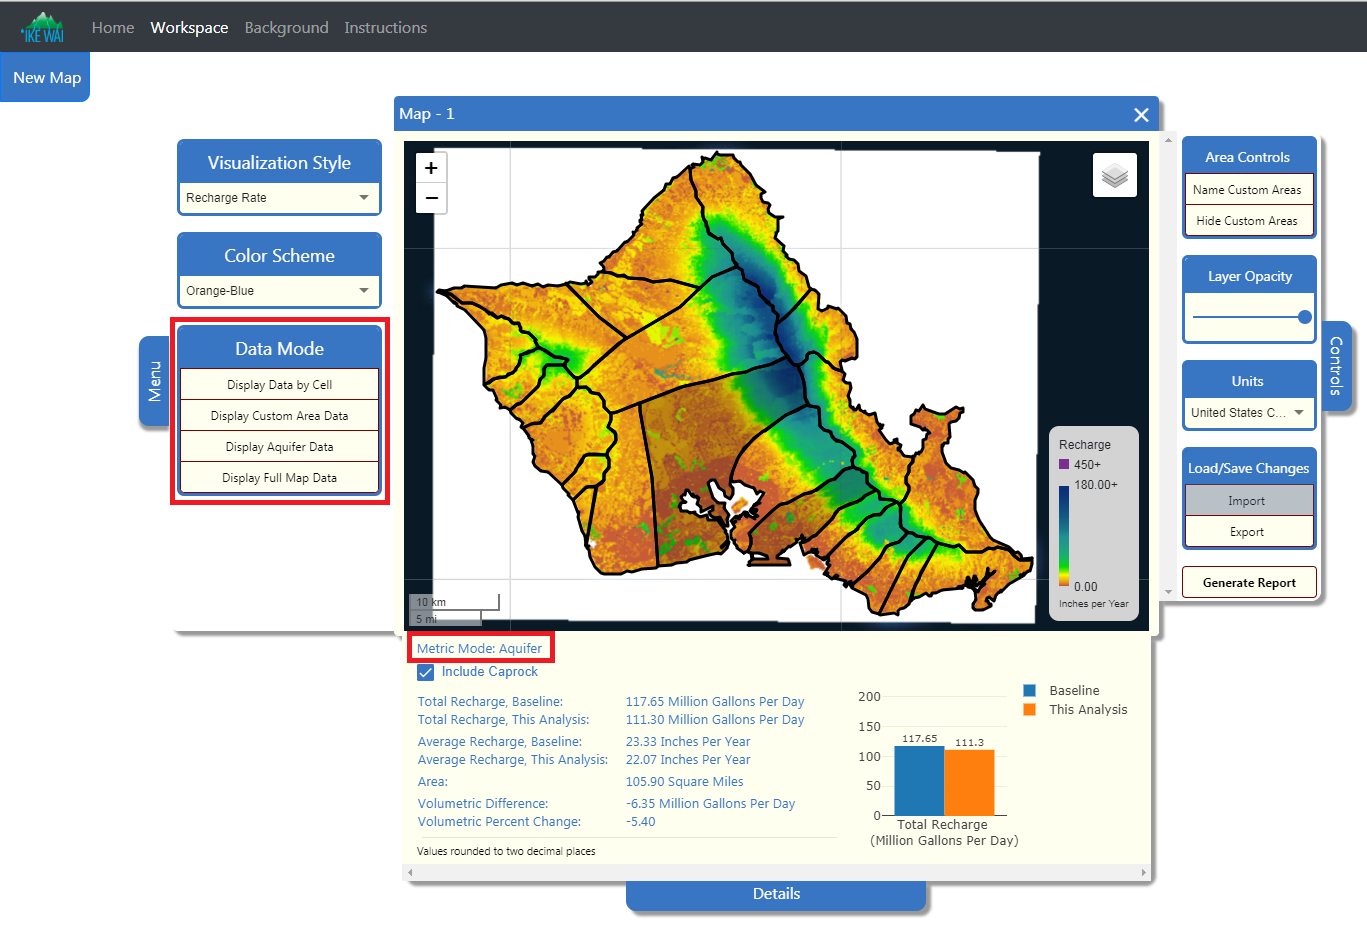 'IKE WAI
Home Workspace Background Instructions
New Map
Map - 1
Visualization Style
Recharge Rate
Color Scheme
Orange-Blue
Data Mode
Display Data by Cell
Display Custom Area Data
Display Aquifer Data
Display Full Map Data
Menu
+
−
Recharge
450+
180.00+
0.00
Inches per Year
10 km
5 mi
Area Controls
Name Custom Areas
Hide Custom Areas
Layer Opacity
Units
United States C...
Load/Save Changes
Import
Export
Generate Report
Controls
Metric Mode: Aquifer
Include Caprock
Total Recharge, Baseline: 117.65 Million Gallons Per Day
Total Recharge, This Analysis: 111.30 Million Gallons Per Day
Average Recharge, Baseline: 23.33 Inches Per Year
Average Recharge, This Analysis: 22.07 Inches Per Year
Area: 105.90 Square Miles
Volumetric Difference: -6.35 Million Gallons Per Day
Volumetric Percent Change: -5.40
Values rounded to two decimal places
200
150
100
50
0
117.65 111.3
Total Recharge
(Million Gallons Per Day)
Baseline
This Analysis
Details